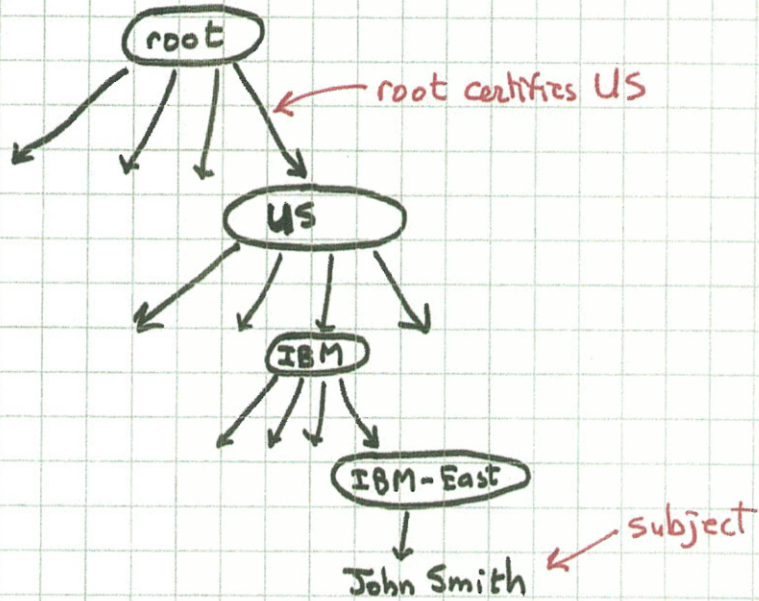 root
root certifies US
US
IBM
IBM-East
subject
John Smith